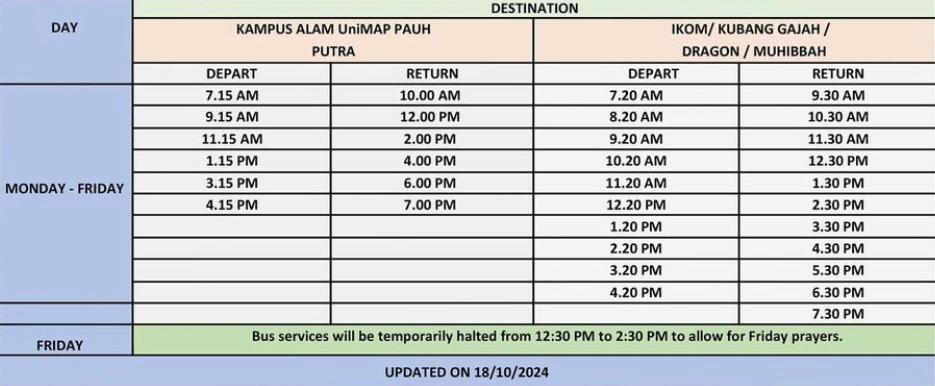 DAY
DESTINATION
KAMPUS ALAM UniMAP PAUH
PUTRA
IKOM/ KUBANG GAJAH /
DRAGON / MUHIBBAH
DEPART RETURN DEPART RETURN
MONDAY - FRIDAY
7.15 AM 10.00 AM 7.20 AM 9.30 AM
9.15 AM 12.00 PM 8.20 AM 10.30 AM
11.15 AM 2.00 PM 9.20 AM 11.30 AM
1.15 PM 4.00 PM 10.20 AM 12.30 PM
3.15 PM 6.00 PM 11.20 AM 1.30 PM
4.15 PM 7.00 PM 12.20 PM 2.30 PM
1.20 PM 3.30 PM
2.20 PM 4.30 PM
3.20 PM 5.30 PM
4.20 PM 6.30 PM
7.30 PM
FRIDAY
Bus services will be temporarily halted from 12:30 PM to 2:30 PM to allow for Friday prayers.
UPDATED ON 18/10/2024